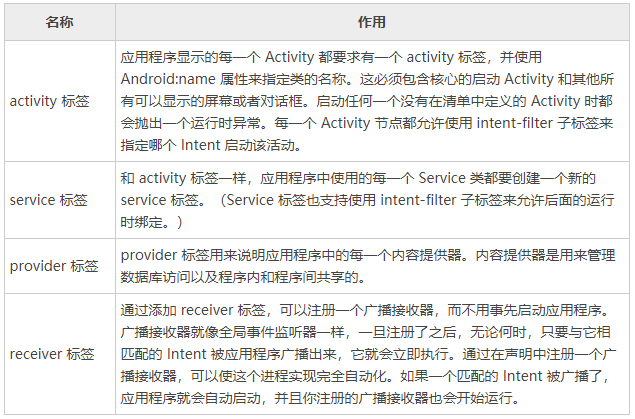 名称
作用
activity 标签
应用程序显示的每一个 Activity 都要求有一个 activity 标签，并使用
Android:name 属性来指定类的名称。这必须包含核心的启动 Activity 和其他所
有可以显示的屏幕或者对话框。启动任何一个没有在清单中定义的 Activity 时都
会抛出一个运行时异常。每一个 Activity 节点都允许使用 intent-filter 子标签来
指定哪个 Intent 启动该活动。
service 标签
和 activity 标签一样，应用程序中使用的每一个 Service 类都要创建一个新的
service 标签。（Service 标签也支持使用 intent-filter 子标签来允许后面的运行
时绑定。）
provider 标签
provider 标签用来说明应用程序中的每一个内容提供器。内容提供器是用来管理
数据库访问以及程序内和程序间共享的。
receiver 标签
通过添加 receiver 标签，可以注册一个广播接收器，而不用事先启动应用程序。
广播接收器就像全局事件监听器一样，一旦注册了之后，无论何时，只要与它相
匹配的 Intent 被应用程序广播出来，它就会立即执行。通过在声明中注册一个广
播接收器，可以使这个进程实现完全自动化。如果一个匹配的 Intent 被广播了，
应用程序就会自动启动，并且你注册的广播接收器也会开始运行。